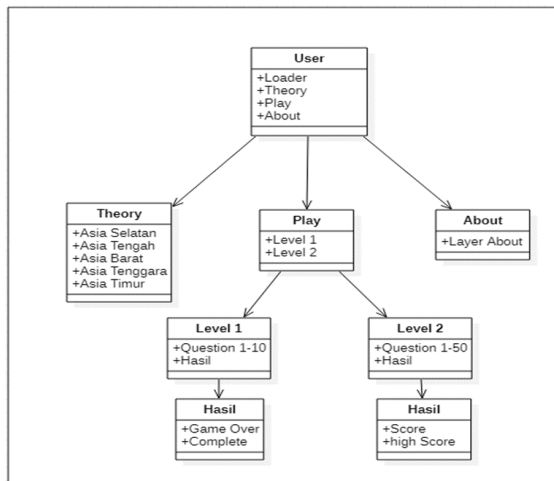 User
+Loader
+Theory
+Play
+About
Theory
+Asia Selatan
+Asia Tengah
+Asia Barat
+Asia Tenggara
+Asia Timur
Play
+Level 1
+Level 2
About
+Layer About
Level 1
+Question 1-10
+Hasil
Level 2
+Question 1-50
+Hasil
Hasil
+Game Over
+Complete
Hasil
+Score
+high Score